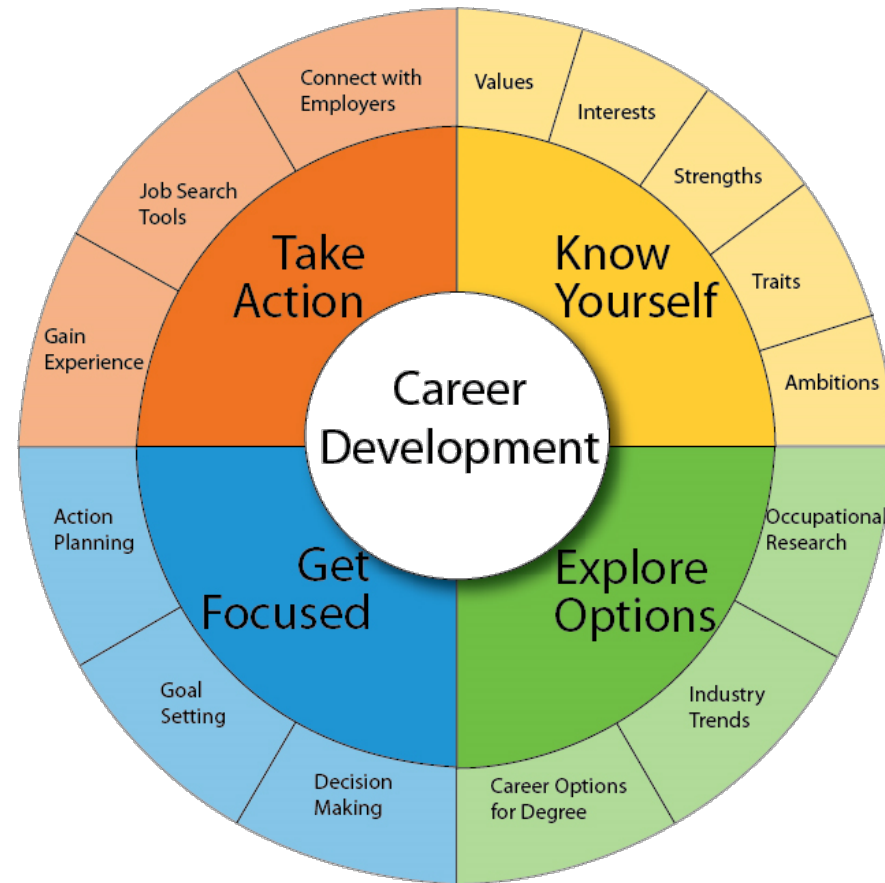 Career
Development
Know
Yourself
Values
Interests
Strengths
Traits
Ambitions
Explore
Options
Occupational
Research
Industry
Trends
Career Options
for Degree
Get
Focused
Decision
Making
Goal
Setting
Action
Planning
Take
Action
Gain
Experience
Job Search
Tools
Connect with
Employers